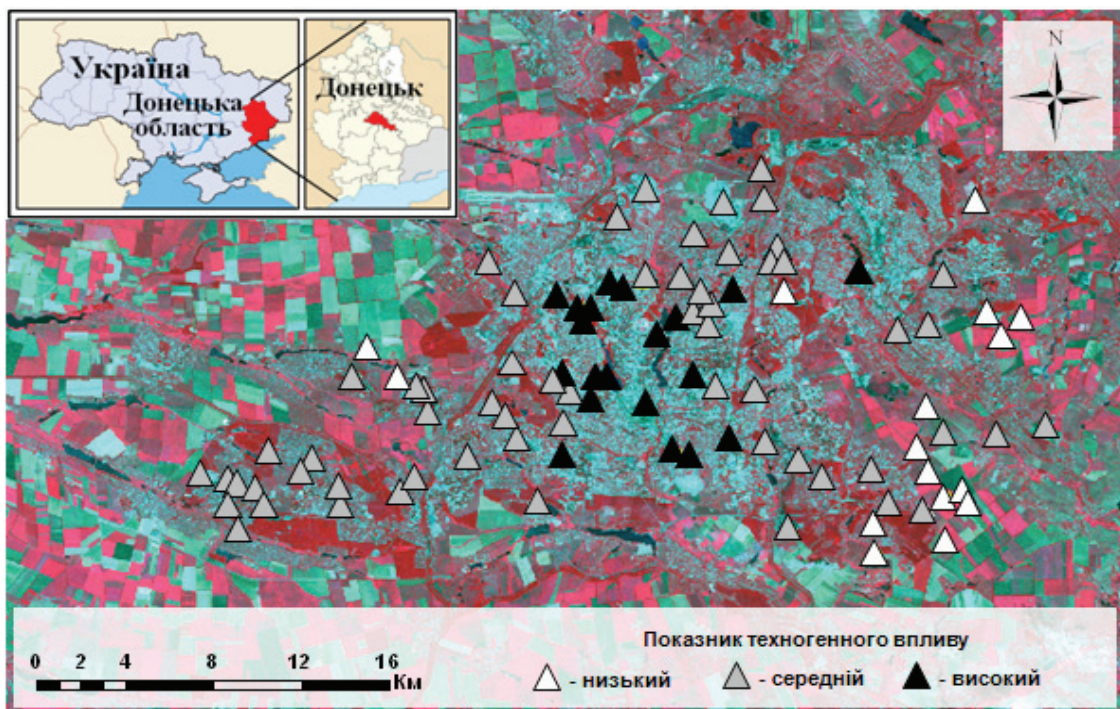 Україна
Донецька
область
Донецьк
N
Показник техногенного впливу
0 2 4 8 12 16
Км
- низький - середній - високий